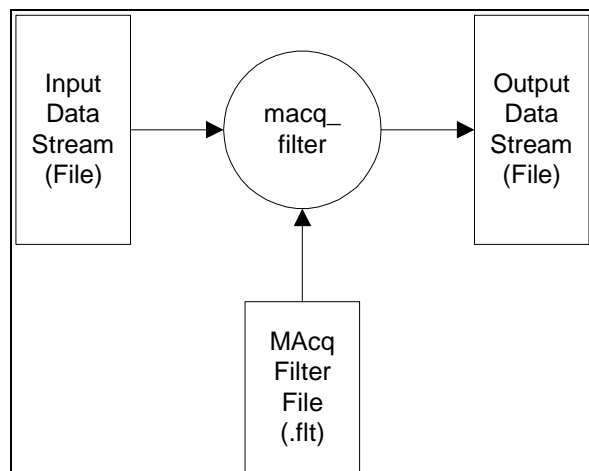 Input
Data
Stream
(File)
macq_
filter
Output
Data
Stream
(File)
MAcq
Filter
File
(.flt)